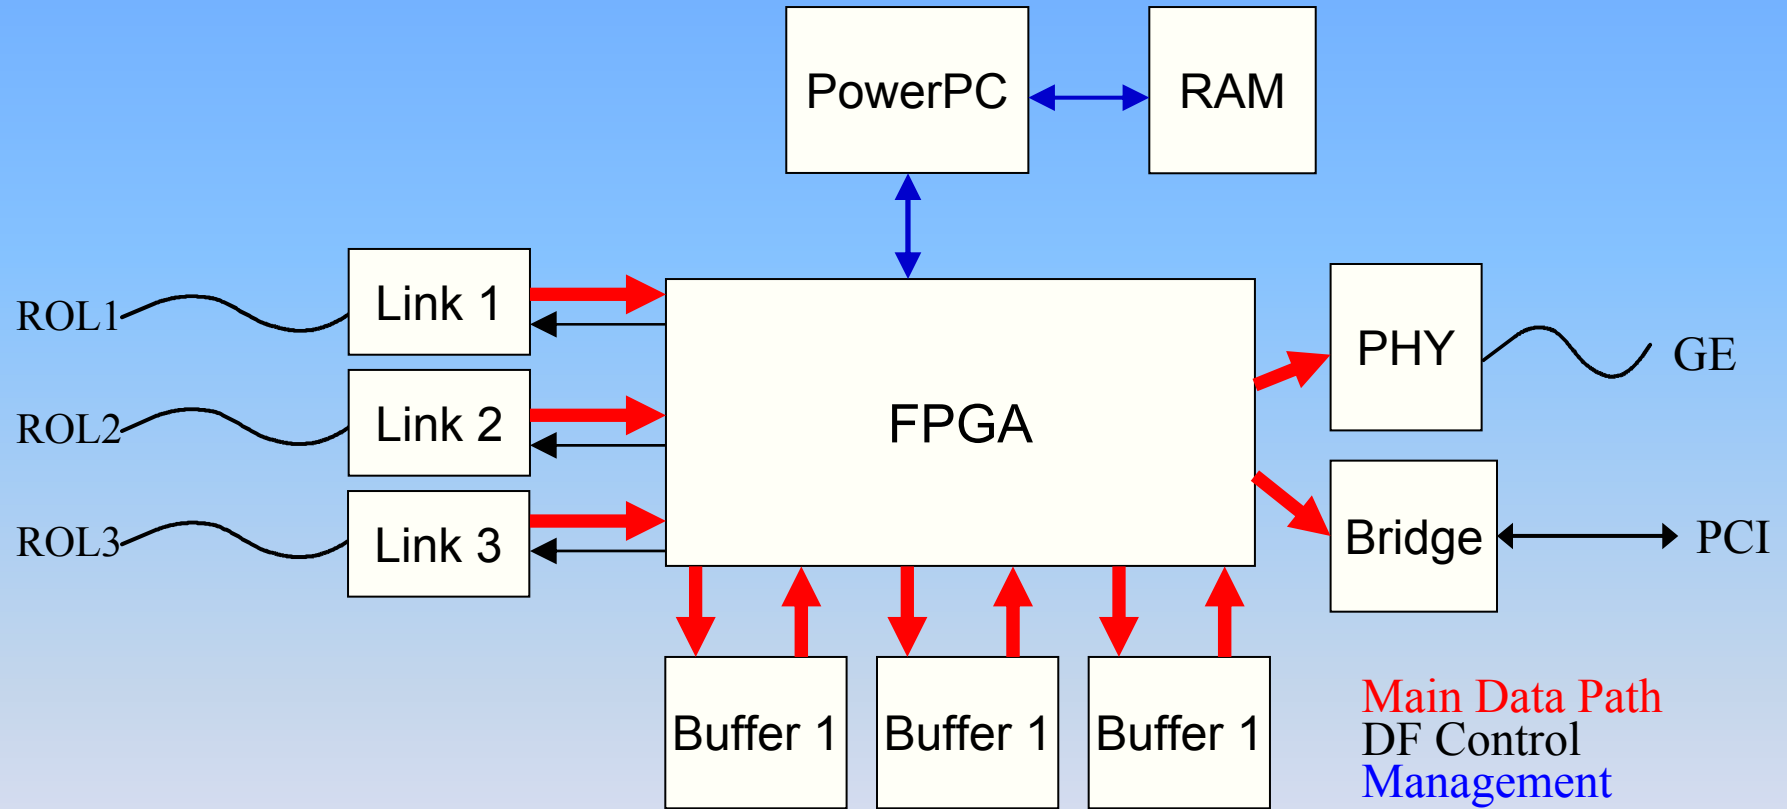 PowerPC
RAM
ROL1
Link 1
ROL2
Link 2
ROL3
Link 3
FPGA
PHY
GE
Bridge
PCI
Buffer 1
Buffer 1
Buffer 1
Main Data Path
DF Control
Management